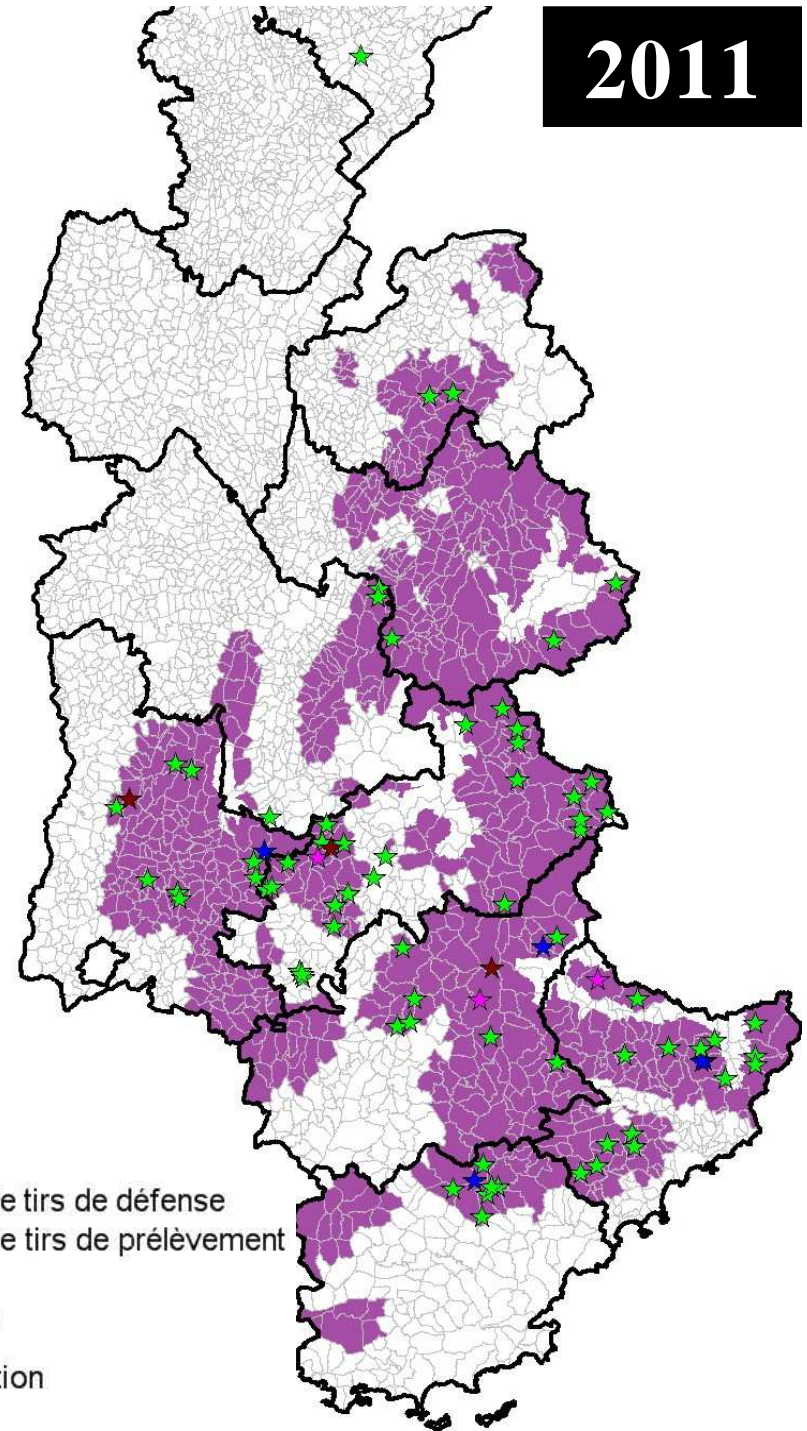 2011
e tirs de défense
e tirs de prélèvement
tion